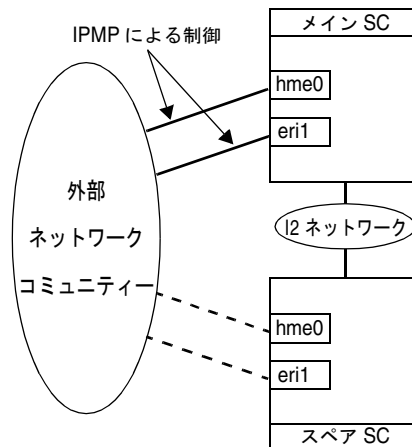 IPMP による制御
メイン SC
hme0
eri1
外部
ネットワーク
コミュニティー
I2 ネットワーク
hme0
eri1
スペア SC